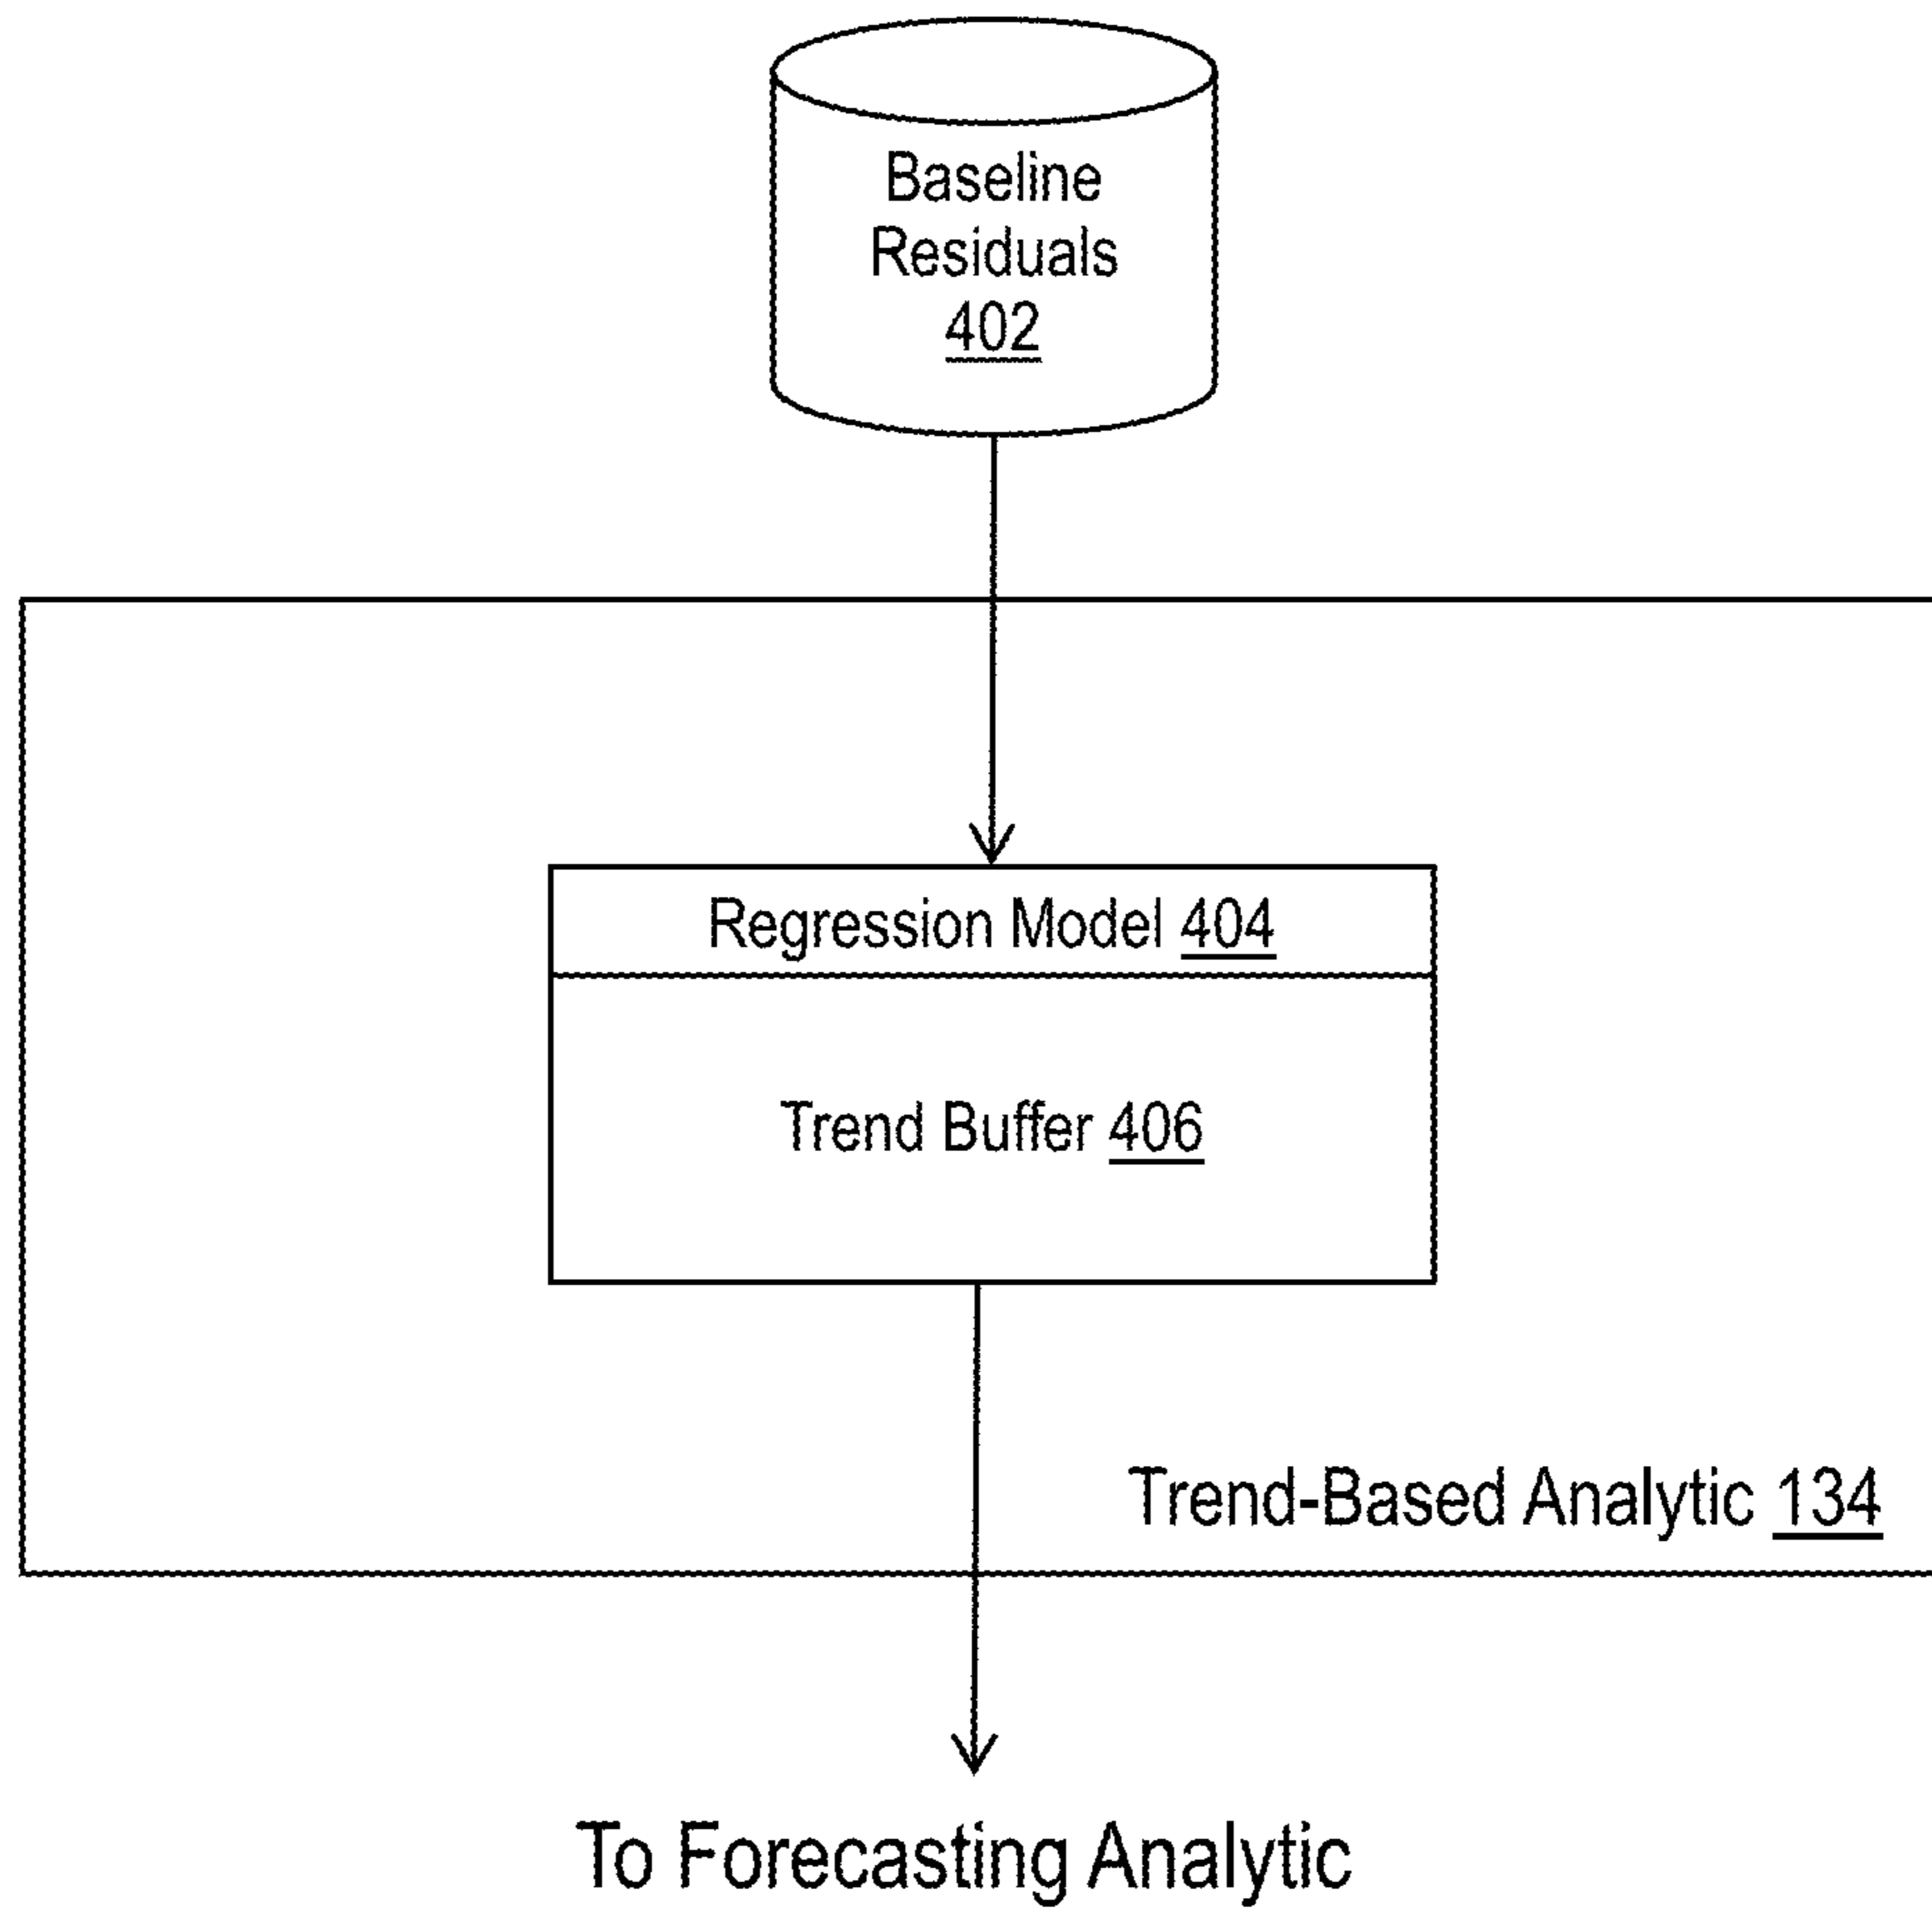 Baseline
Residuals
402
Regression Model 404
Trend Buffer 406
Trend-Based Analytic 134
To Forecasting Analytic